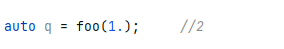 auto q = foo(1.);     //2